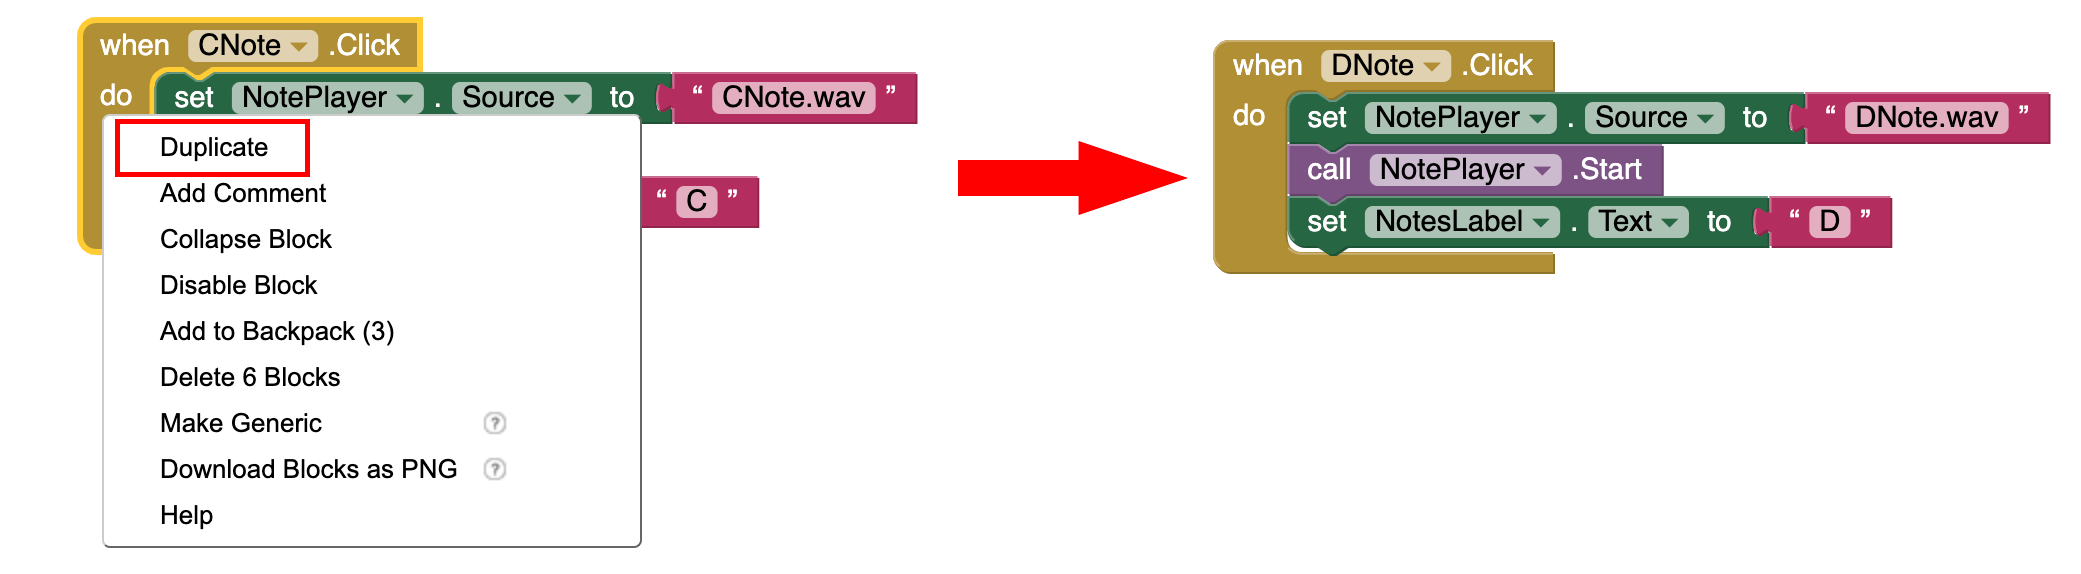 when CNote .Click
do set NotePlayer . Source to “ CNote.wav ”
Duplicate
Add Comment
“ C ”
Collapse Block
Disable Block
Add to Backpack (3)
Delete 6 Blocks
Make Generic ?
Download Blocks as PNG ?
Help
when DNote .Click
do set NotePlayer . Source to “ DNote.wav ”
call NotePlayer .Start
set NotesLabel . Text to “ D ”